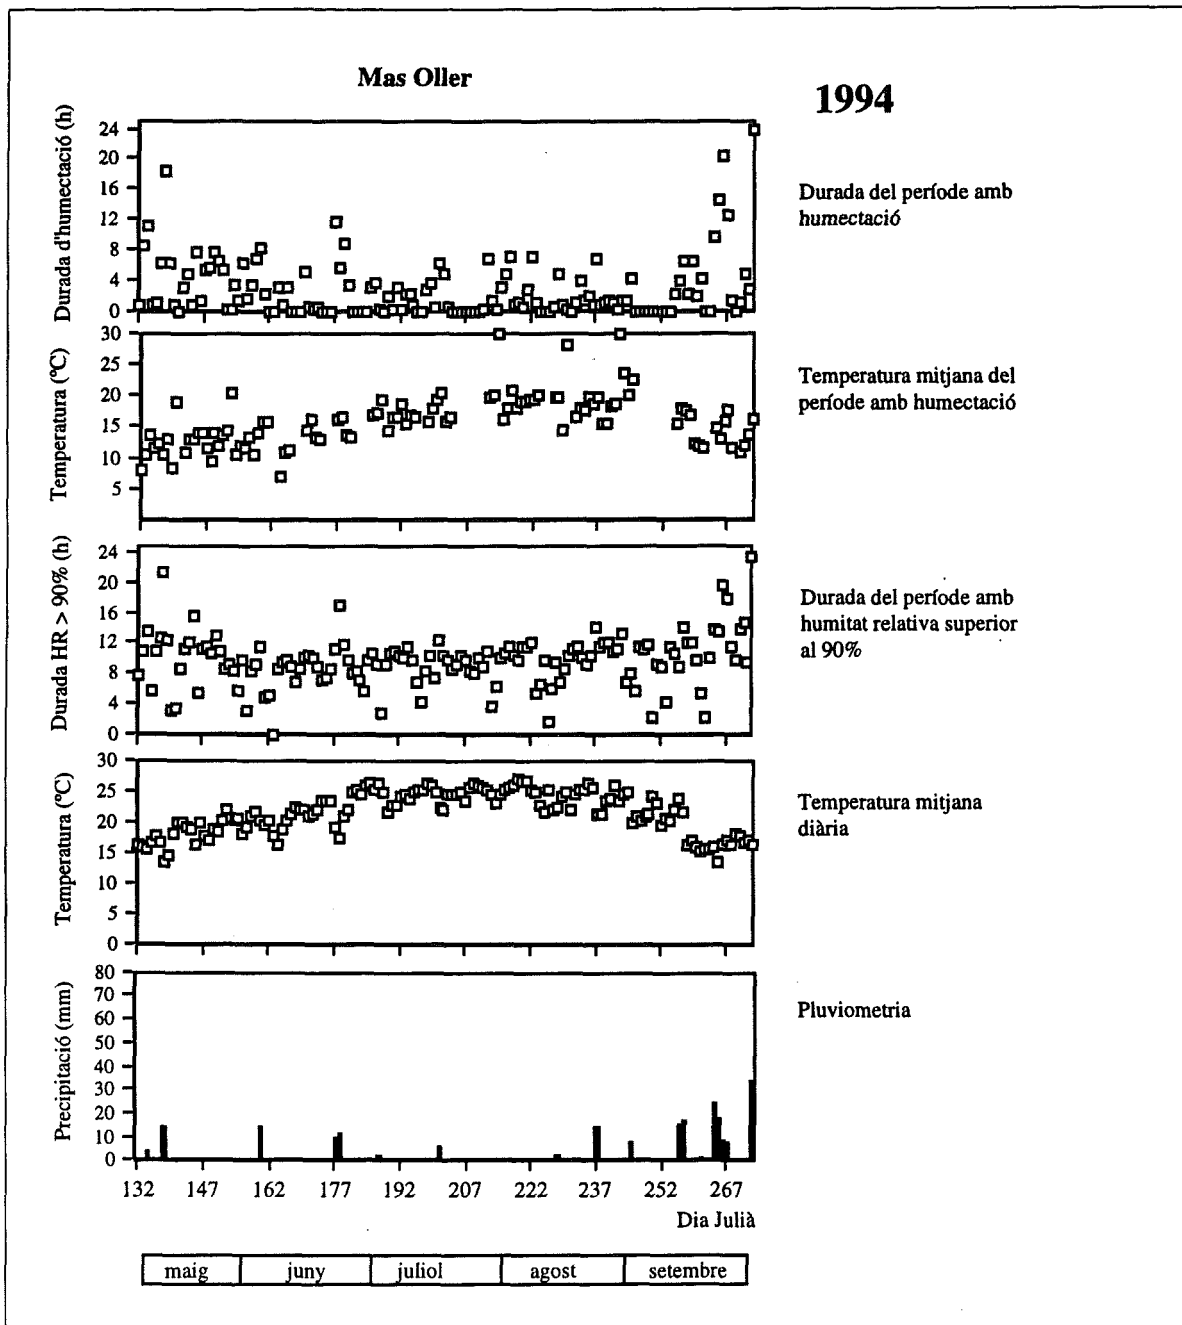 Mas Oller
1994
Durada d'humectació (h)
24
20
16
12
8
4
0
Durada del període amb
humectació
Temperatura (ºC)
30
25
20
15
10
5
Temperatura mitjana del
període amb humectació
Durada HR > 90% (h)
24
20
16
12
8
4
0
Durada del període amb
humitat relativa superior
al 90%
Temperatura (ºC)
30
25
20
15
10
5
0
Temperatura mitjana
diària
Precipitació (mm)
80
70
60
50
40
30
20
10
0
Pluviometria
132 147 162 177 192 207 222 237 252 267
Dia Julià
maig juny juliol agost setembre